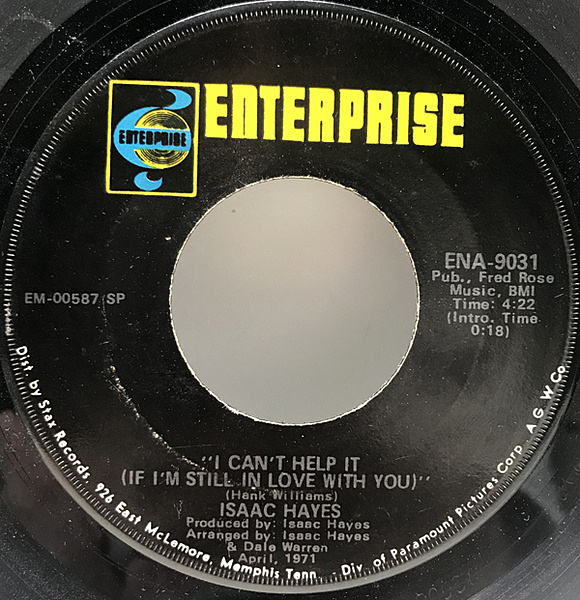 ENTERPRISE
ENTERPRISE
ENA-9031
Pub., Fred Rose
Music, BMI
Time: 4:22
(Intro. Time
0:18)
EM-00587 SP
"I CAN'T HELP IT
(IF I'M STILL IN LOVE WITH YOU)"
(Hank Williams)
ISAAC HAYES
Produced by: Isaac Hayes
Arranged by: Isaac Hayes
& Dale Warren
April, 1971
Dist by Stax Records, 926 East McLemore, Memphis Tenn. Div. of Paramount Pictures Corp. A G W Co.